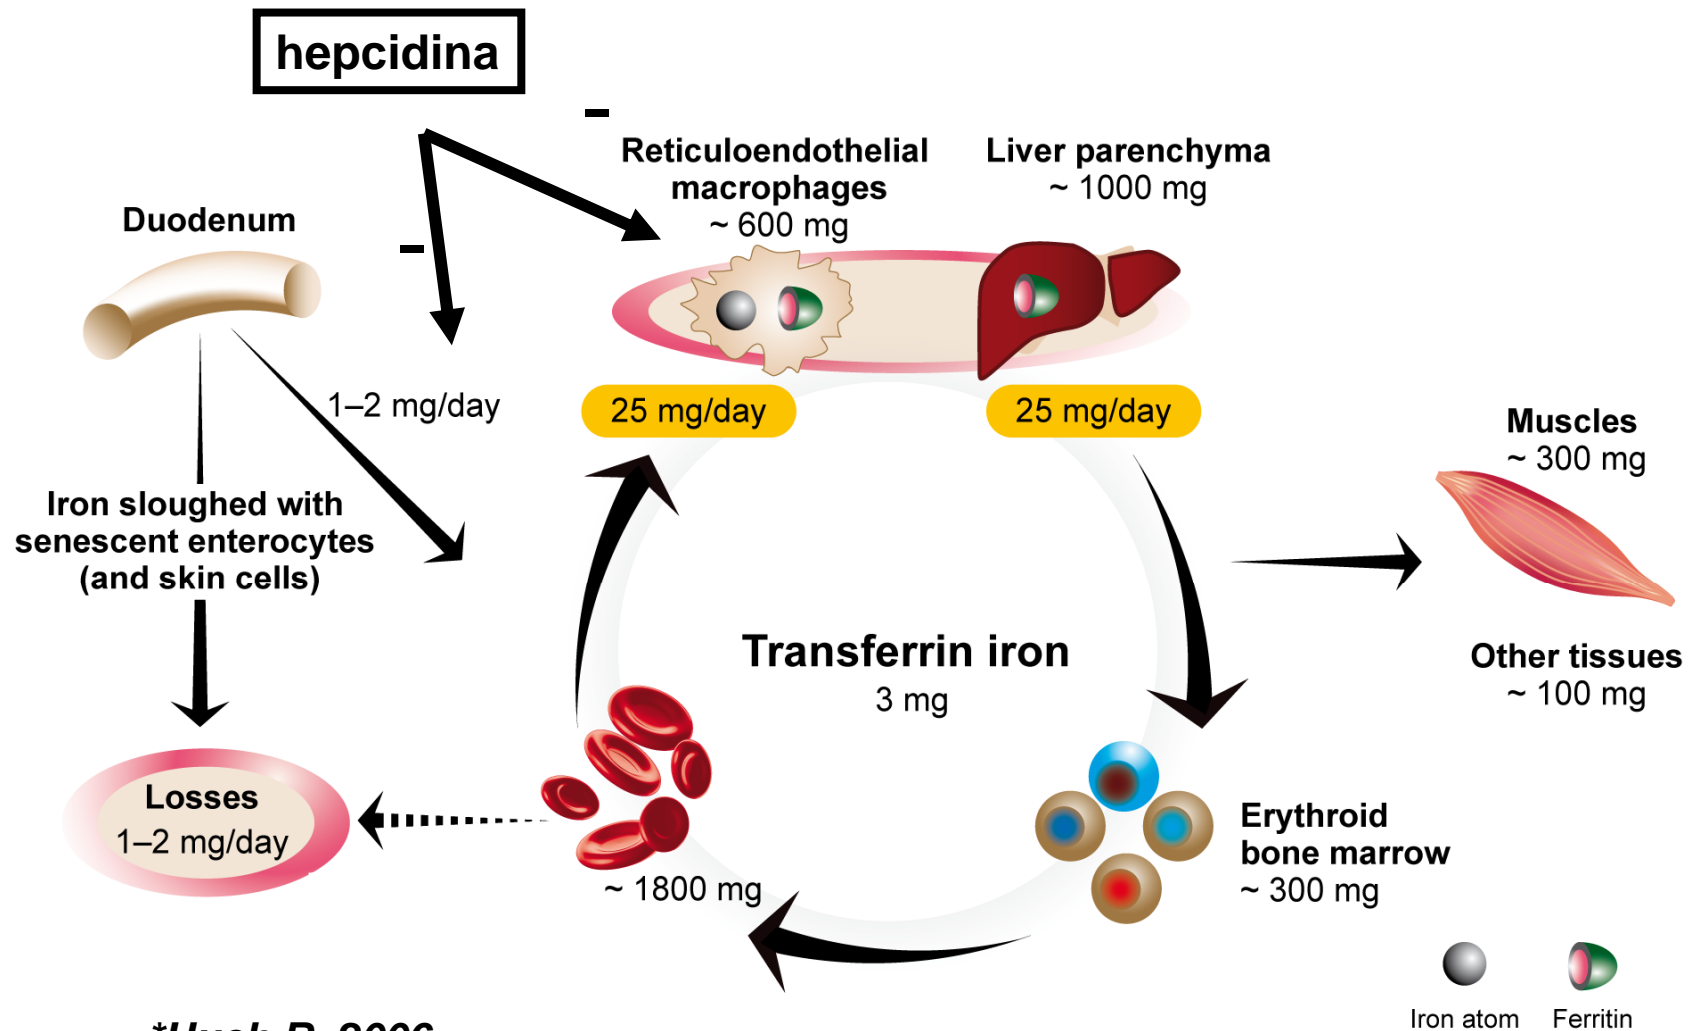 hepcidina
–
Reticuloendothelial
macrophages
~ 600 mg
Liver parenchyma
~ 1000 mg
Duodenum
–
1–2 mg/day
25 mg/day
25 mg/day
Muscles
~ 300 mg
Iron sloughed with
senescent enterocytes
(and skin cells)
Transferrin iron
3 mg
Other tissues
~ 100 mg
Losses
1–2 mg/day
~ 1800 mg
Erythroid
bone marrow
~ 300 mg
Iron atom
Ferritin